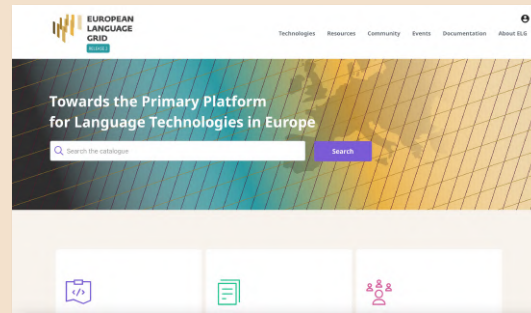 EUROPEAN
LANGUAGE
GRID
Technologies Resources Community Events Documentation About ELG
Towards the Primary Platform
for Language Technologies in Europe
Search the catalogue
Search